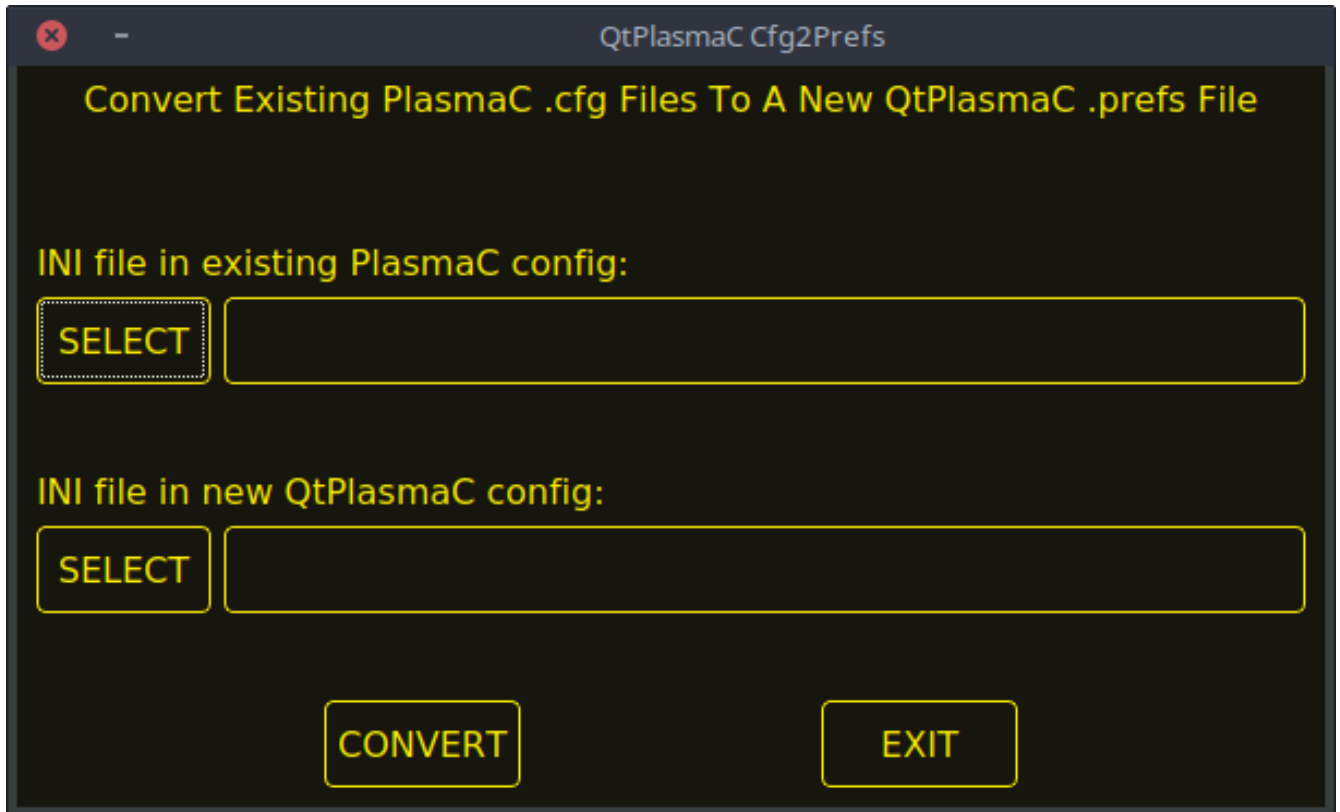 QtPlasmaC Cfg2Prefs
Convert Existing PlasmaC .cfg Files To A New QtPlasmaC .prefs File
INI file in existing PlasmaC config:
SELECT
INI file in new QtPlasmaC config:
SELECT
CONVERT EXIT